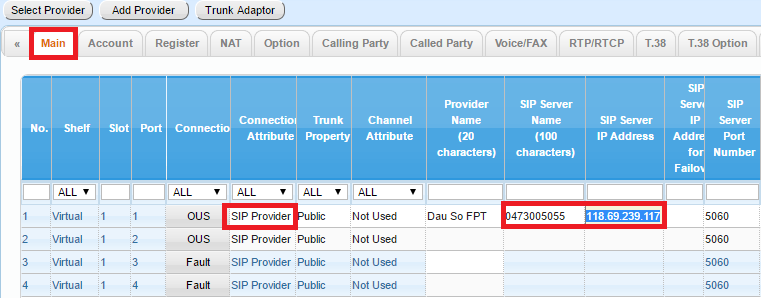 Select Provider Add Provider Trunk Adaptor
« Main Account Register NAT Option Calling Party Called Party Voice/FAX RTP/RTCP T.38 T.38 Option
No. Shelf Slot Port Connection Connection Attribute Trunk Property Channel Attribute Provider Name (20 characters) SIP Server Name (100 characters) SIP Server IP Address SIP Server IP Address for Failover SIP Server Port Number
ALL ALL ALL ALL ALL
1 Virtual 1 1 OUS SIP Provider Public Not Used Dau So FPT 0473005055 118.69.239.117 5060
2 Virtual 1 2 OUS SIP Provider Public Not Used 5060
3 Virtual 1 3 Fault SIP Provider Public Not Used 5060
4 Virtual 1 4 Fault SIP Provider Public Not Used 5060